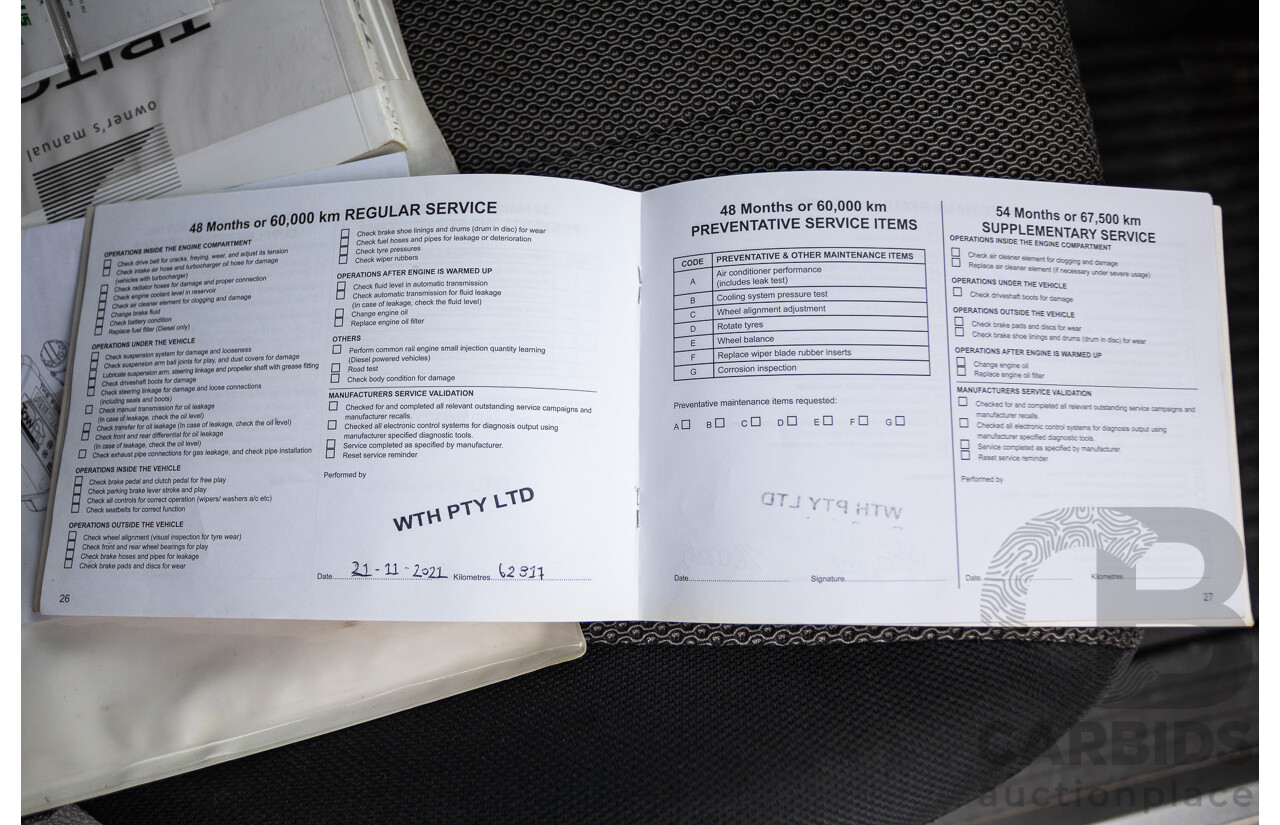 TRITO
owner's manual
48 Months or 60,000 km REGULAR SERVICE
OPERATIONS INSIDE THE ENGINE COMPARTMENT
Check drive belt for cracks, fraying, wear, and adjust its tension
Check intake air hose and turbocharger oil hose for damage
(vehicles with turbocharger)
Check radiator hoses for damage and proper connection
Check engine coolant level in reservoir
Check air cleaner element for clogging and damage
Change brake fluid
Check battery condition
Replace fuel filter (Diesel only)
OPERATIONS UNDER THE VEHICLE
Check suspension system for damage and looseness
Check suspension arm ball joints for play, and dust covers for damage
Lubricate suspension arm, steering linkage and propeller shaft with grease fitting
Check driveshaft boots for damage
Check steering linkage for damage and loose connections
(including seals and boots)
Check manual transmission for oil leakage
(In case of leakage, check the oil level)
Check transfer for oil leakage (In case of leakage, check the oil level)
Check front and rear differential for oil leakage
(In case of leakage, check the oil level)
Check exhaust pipe connections for gas leakage, and check pipe installation
OPERATIONS INSIDE THE VEHICLE
Check brake pedal and clutch pedal for free play
Check parking brake lever stroke and play
Check all controls for correct operation (wipers/ washers a/c etc)
Check seatbelts for correct function
OPERATIONS OUTSIDE THE VEHICLE
Check wheel alignment (visual inspection for tyre wear)
Check front and rear wheel bearings for play
Check brake hoses and pipes for leakage
Check brake pads and discs for wear
26
Check brake shoe linings and drums (drum in disc) for wear
Check fuel hoses and pipes for leakage or deterioration
Check tyre pressures
Check wiper rubbers
OPERATIONS AFTER ENGINE IS WARMED UP
Check fluid level in automatic transmission
Check automatic transmission for fluid leakage
(In case of leakage, check the fluid level)
Change engine oil
Replace engine oil filter
OTHERS
Perform common rail engine small injection quantity learning
(Diesel powered vehicles)
Road test
Check body condition for damage
MANUFACTURERS SERVICE VALIDATION
Checked for and completed all relevant outstanding service campaigns and
manufacturer recalls.
Checked all electronic control systems for diagnosis output using
manufacturer specified diagnostic tools.
Service completed as specified by manufacturer.
Reset service reminder
Performed by
WTH PTY LTD
Date 21-11-2021 Kilometres 62317
48 Months or 60,000 km
PREVENTATIVE SERVICE ITEMS
CODE PREVENTATIVE & OTHER MAINTENANCE ITEMS
A Air conditioner performance
(includes leak test)
B Cooling system pressure test
C Wheel alignment adjustment
D Rotate tyres
E Wheel balance
F Replace wiper blade rubber inserts
G Corrosion inspection
Preventative maintenance items requested:
A B C D E F G
WTH PTY LTD
Date Signature
54 Months or 67,500 km
SUPPLEMENTARY SERVICE
OPERATIONS INSIDE THE ENGINE COMPARTMENT
Check air cleaner element for clogging and damage
Replace air cleaner element (if necessary under severe usage)
OPERATIONS UNDER THE VEHICLE
Check driveshaft boots for damage
OPERATIONS OUTSIDE THE VEHICLE
Check brake pads and discs for wear
Check brake shoe linings and drums (drum in disc) for wear
OPERATIONS AFTER ENGINE IS WARMED UP
Change engine oil
Replace engine oil filter
MANUFACTURERS SERVICE VALIDATION
Checked for and completed all relevant outstanding service campaigns and
manufacturer recalls.
Checked all electronic control systems for diagnosis output using
manufacturer specified diagnostic tools.
Service completed as specified by manufacturer.
Reset service reminder
Performed by
Date Kilometres
27
CARBIDS
auctionplace